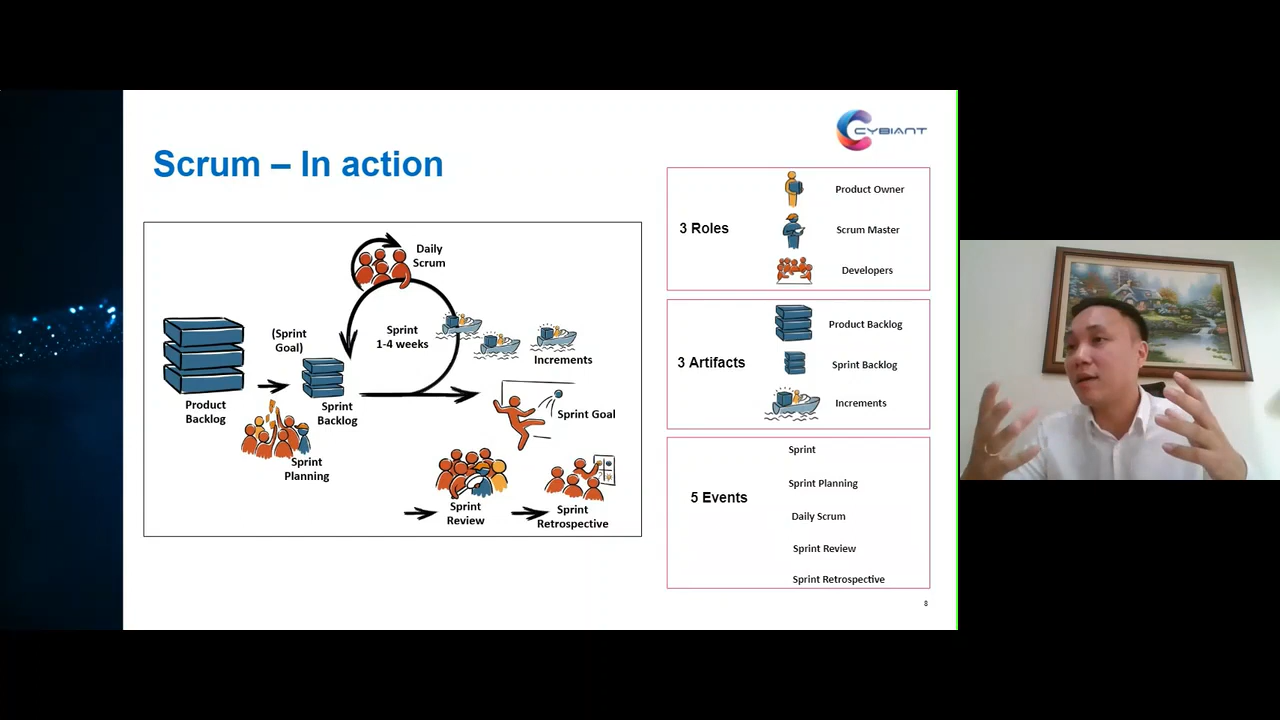 CYBIANT
Scrum – In action
Daily
Scrum
(Sprint
Goal)
Sprint
1-4 weeks
Increments
Product
Backlog
Sprint
Backlog
Sprint Goal
Sprint
Planning
Sprint
Review
Sprint
Retrospective
3 Roles
Product Owner
Scrum Master
Developers
3 Artifacts
Product Backlog
Sprint Backlog
Increments
5 Events
Sprint
Sprint Planning
Daily Scrum
Sprint Review
Sprint Retrospective
8